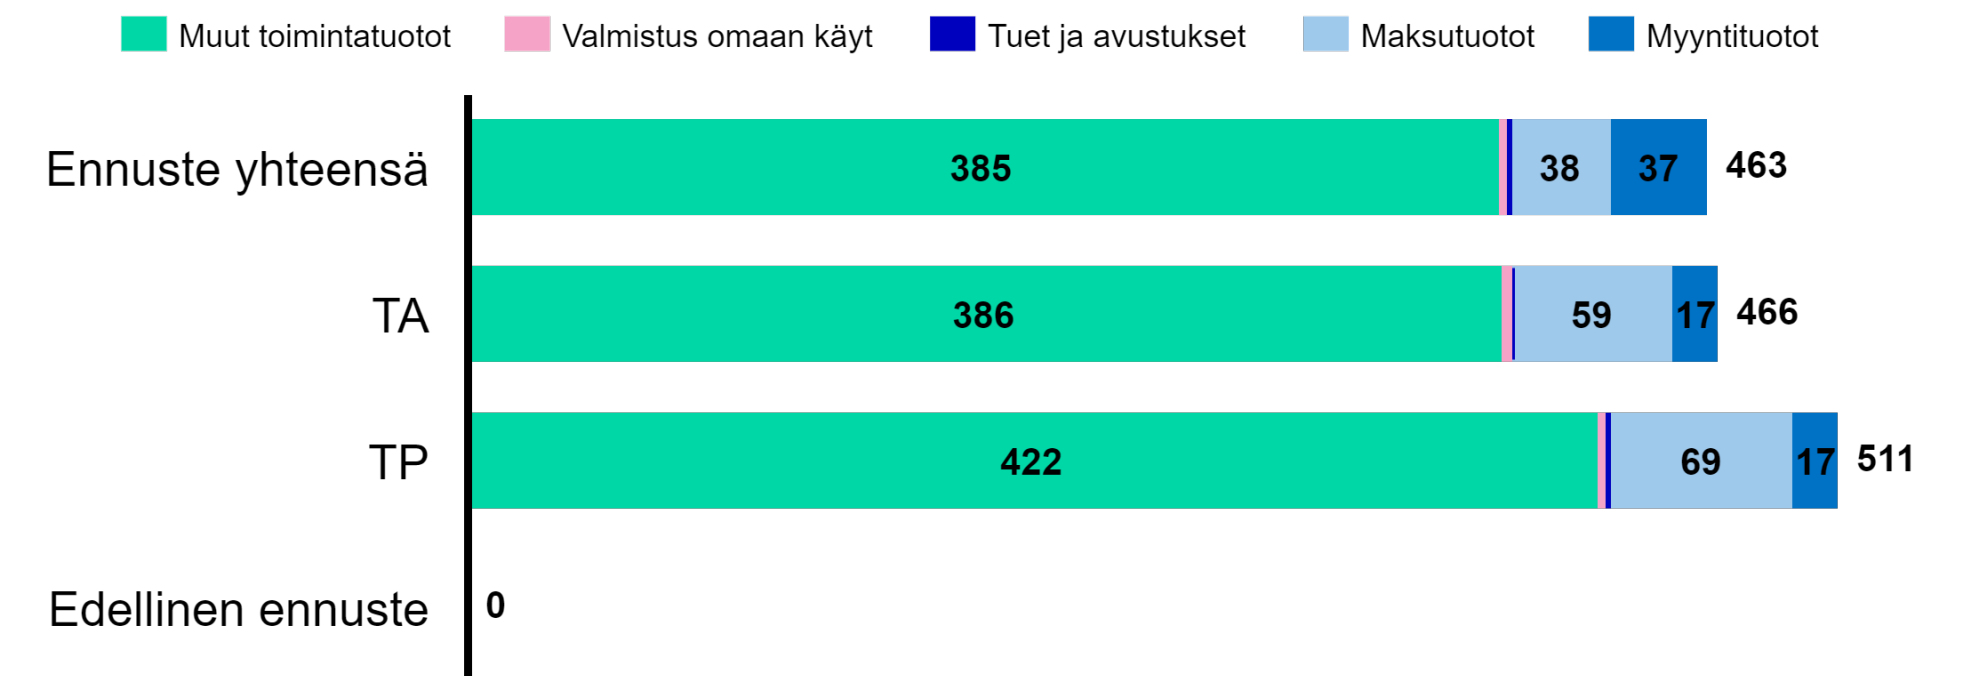 Muut toimintatuotot Valmistus omaan käyt Tuet ja avustukset Maksutuotot Myyntituotot
Ennuste yhteensä 385 38 37 463
TA 386 59 17 466
TP 422 69 17 511
Edellinen ennuste 0